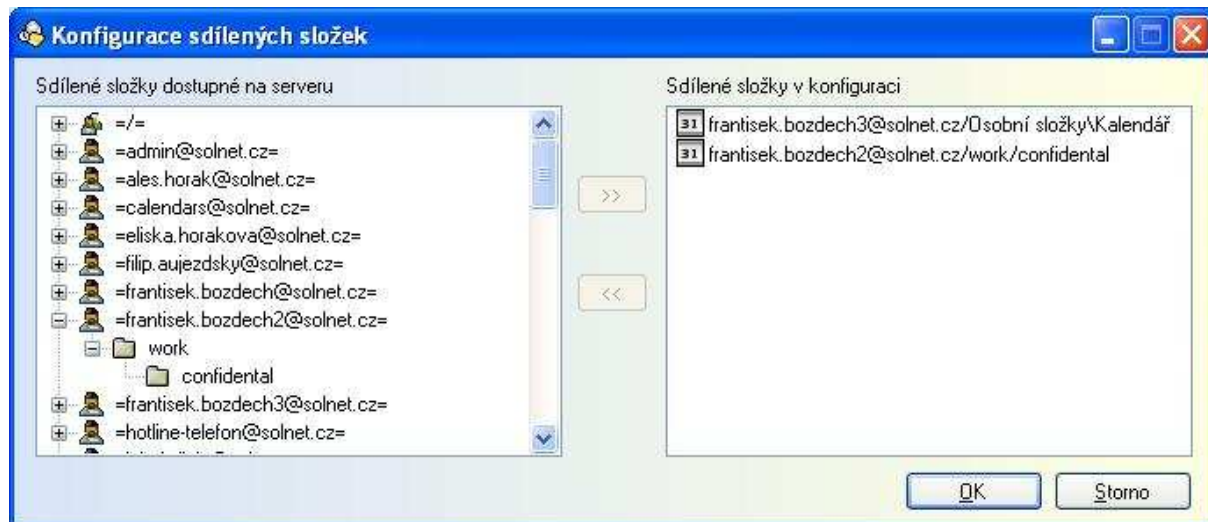 Konfigurace sdílených složek
Sdílené složky dostupné na serveru
=/=
=admin@solnet.cz=
=ales.horak@solnet.cz=
=calendars@solnet.cz=
=eliska.horakova@solnet.cz=
=filip.aujezdsky@solnet.cz=
=frantisek.bozdech@solnet.cz=
=frantisek.bozdech2@solnet.cz=
work
confidental
=frantisek.bozdech3@solnet.cz=
=hotline-telefon@solnet.cz=
>>
<<
Sdílené složky v konfiguraci
31 frantisek.bozdech3@solnet.cz/Osobní složky\Kalendář
31 frantisek.bozdech2@solnet.cz/work/confidental
OK
Storno